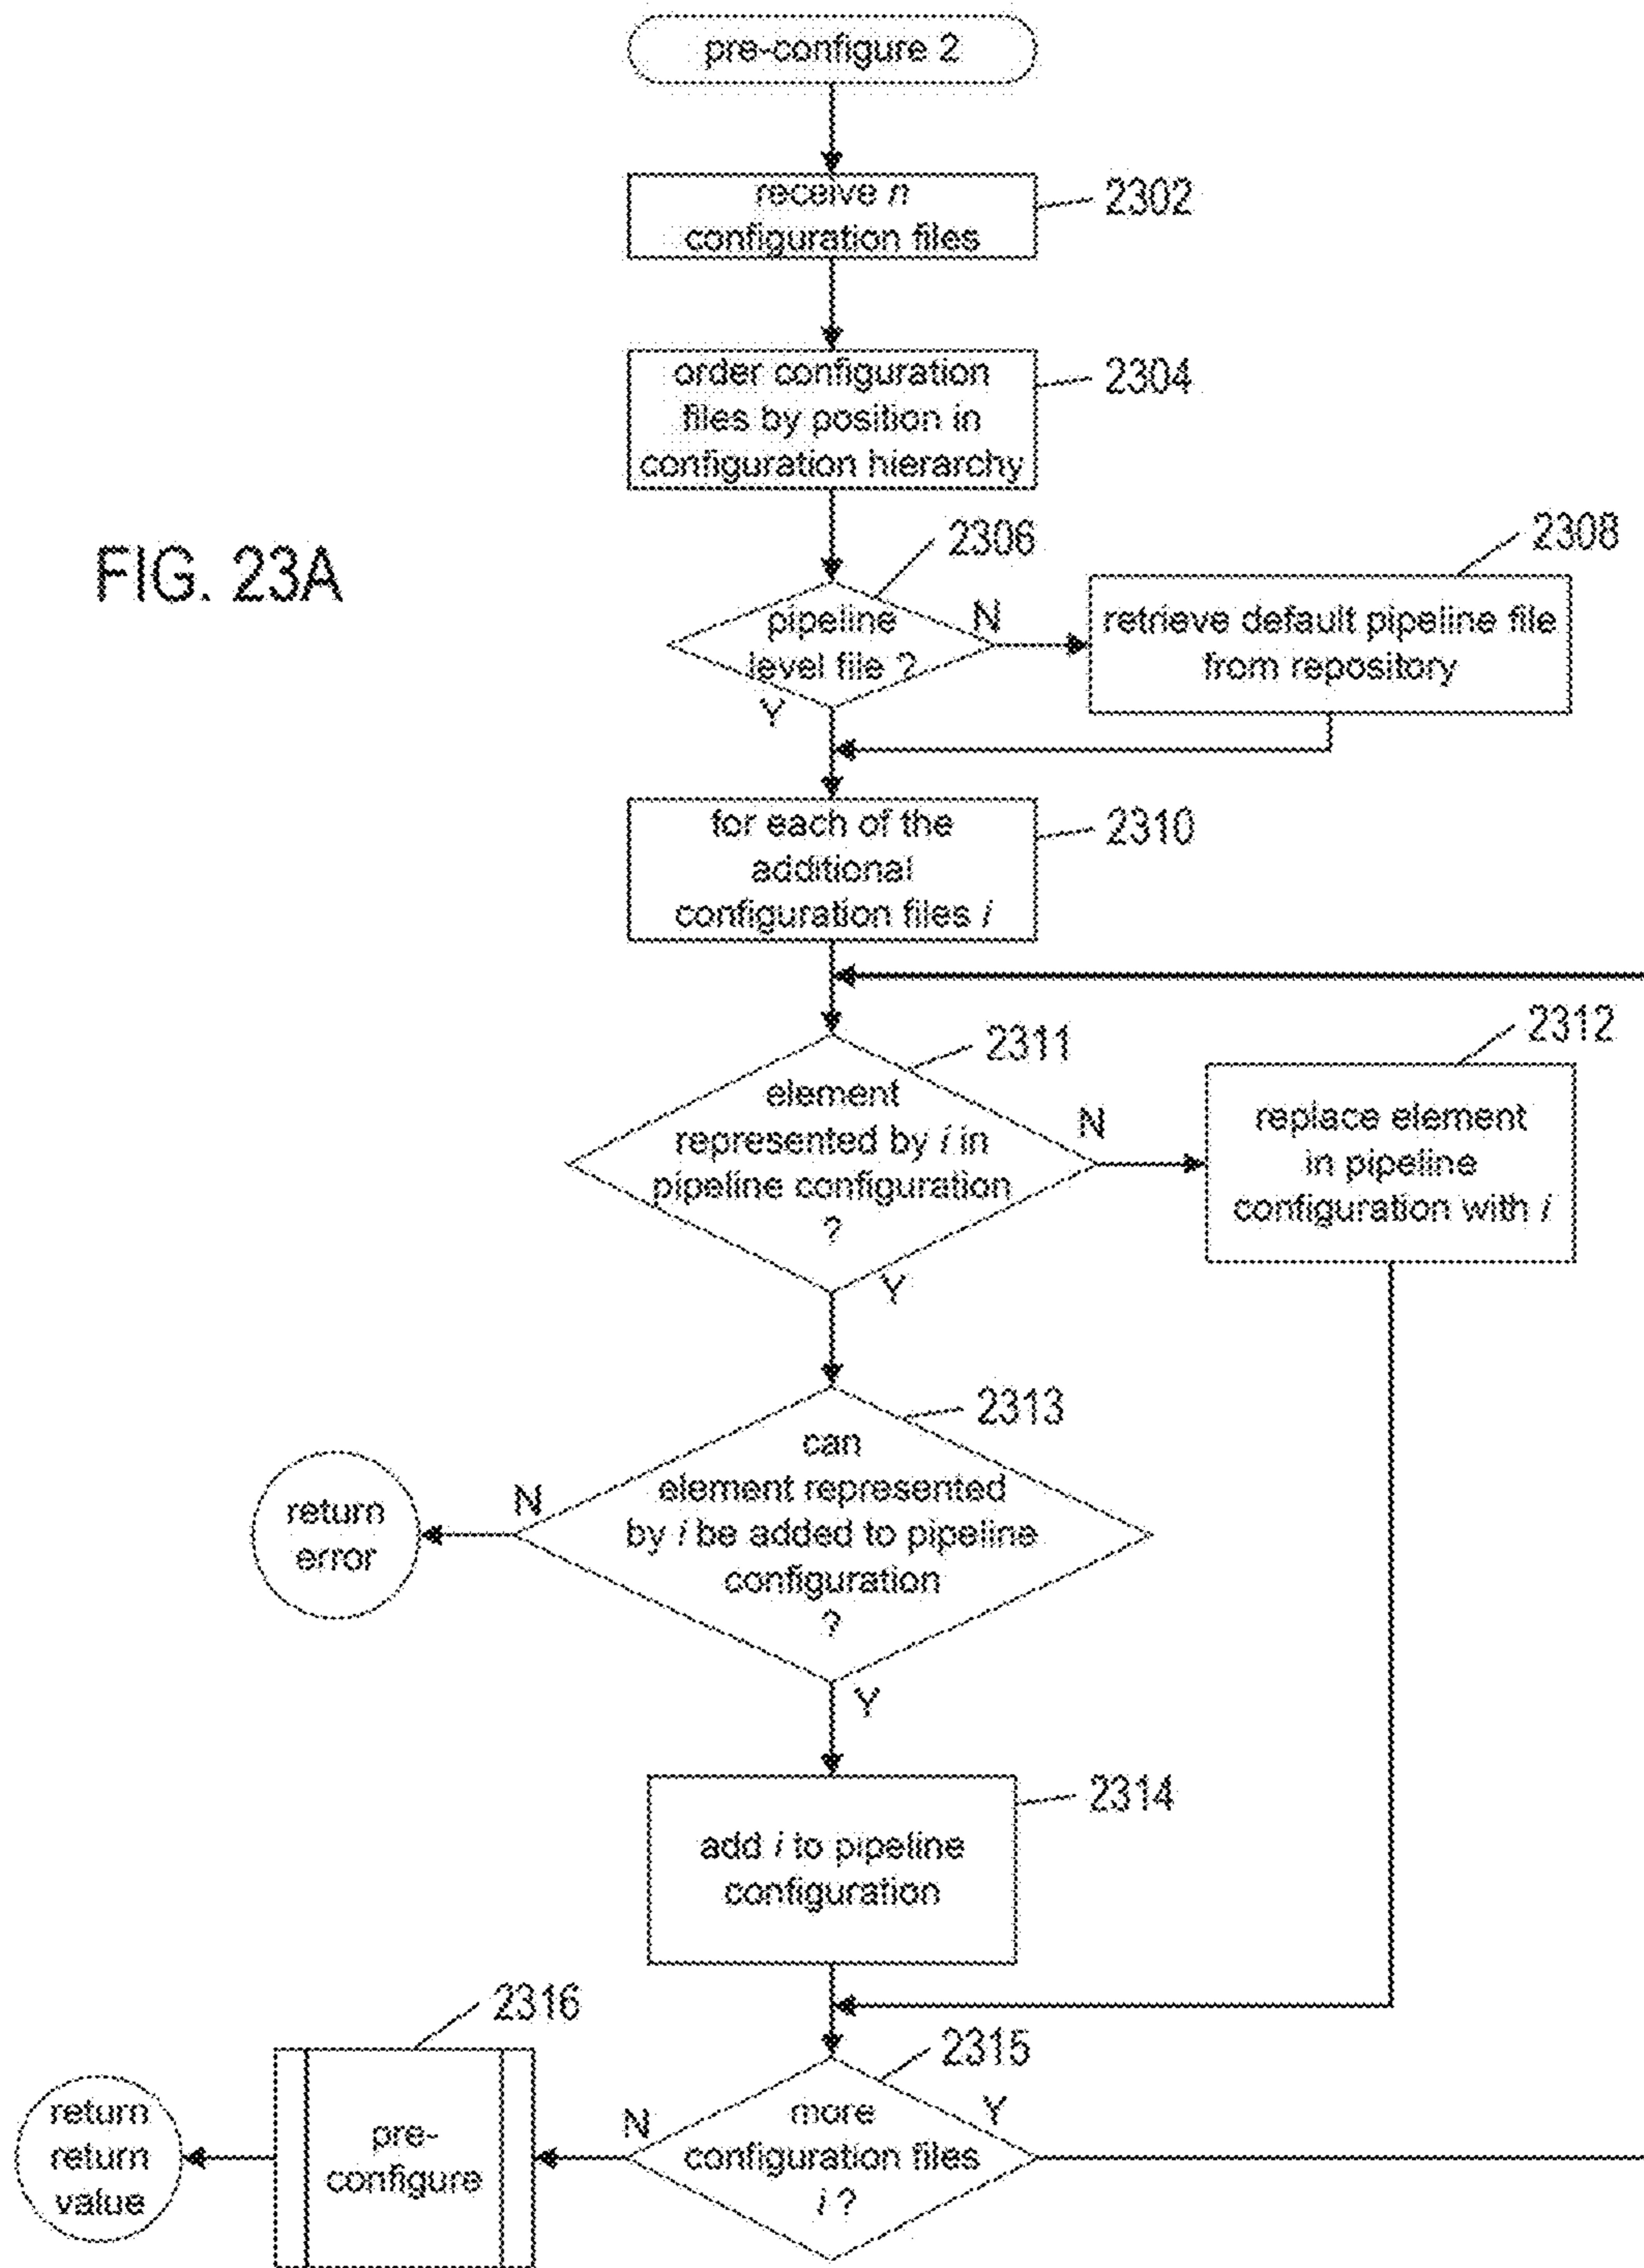 pre-configure 2
receive n
configuration files
2302
order configuration
files by position in
configuration hierarchy
2304
FIG. 23A
2306
pipeline
level file ?
N
Y
2308
retrieve default pipeline file
from repository
for each of the
additional
configuration files i
2310
2311
element
represented by i in
pipeline configuration
?
N
Y
2312
replace element
in pipeline
configuration with i
2313
can
element represented
by i be added to pipeline
configuration
?
N
Y
return
error
2314
add i to pipeline
configuration
2315
more
configuration files
i ?
Y
N
2316
pre-
configure
return
return
value